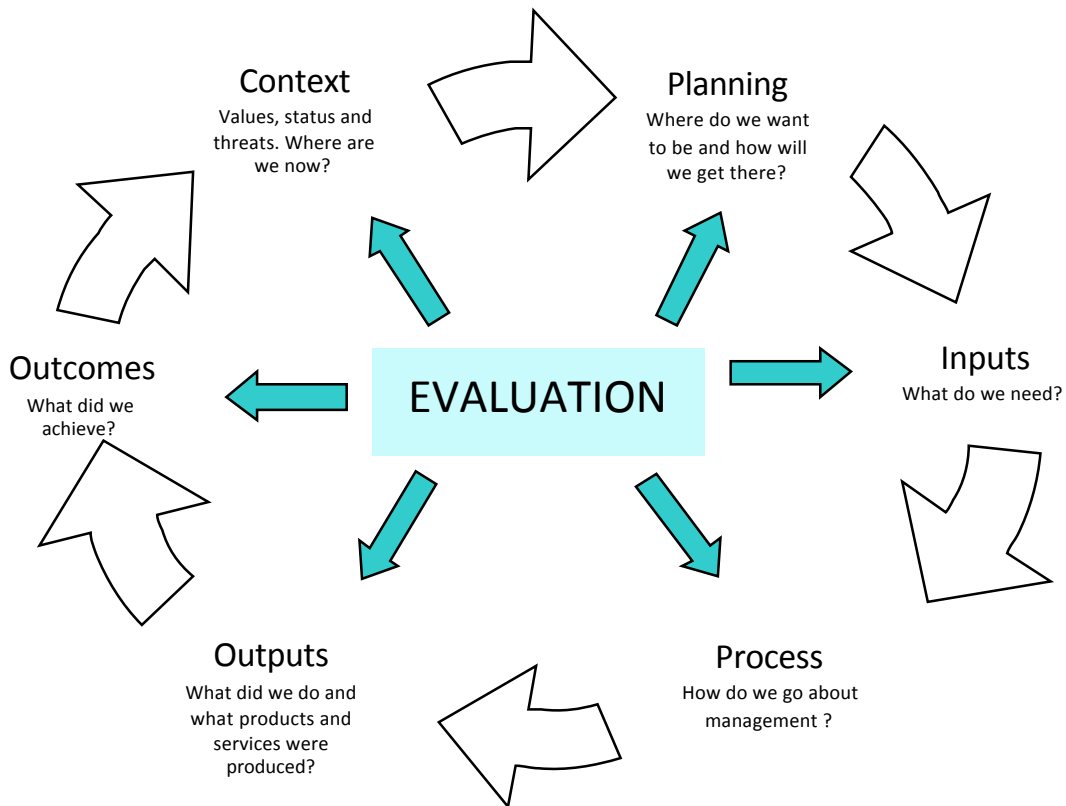 Context
Values, status and
threats. Where are
we now?
Planning
Where do we want
to be and how will
we get there?
Outcomes
What did we
achieve?
EVALUATION
Inputs
What do we need?
Outputs
What did we do and
what products and
services were
produced?
Process
How do we go about
management ?